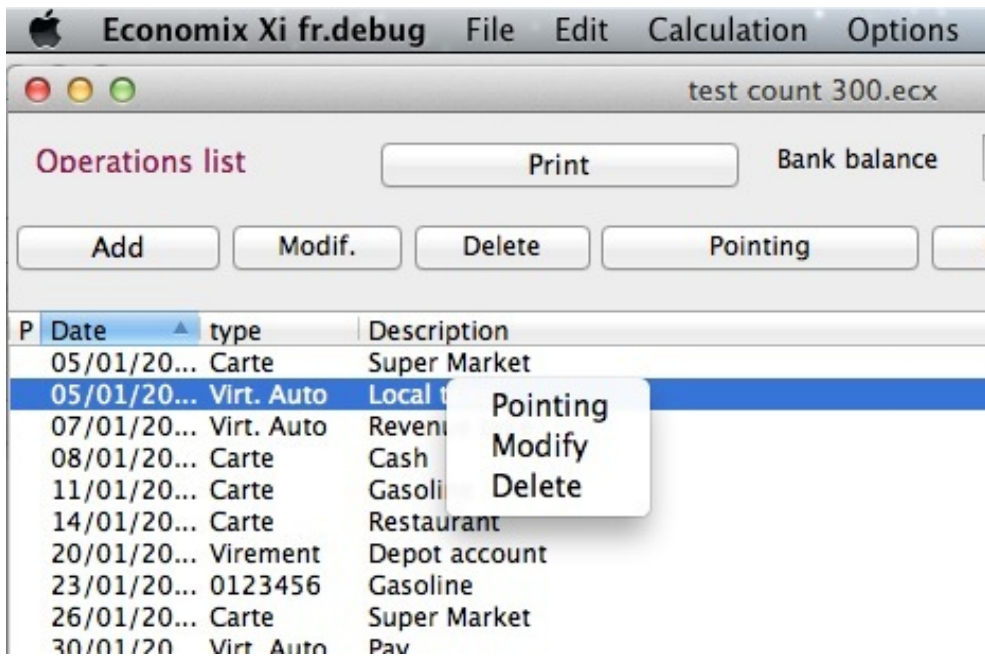 Economix Xi fr.debug File Edit Calculation Options
test count 300.ecx
Operations list Print Bank balance
Add Modif. Delete Pointing
P Date type Description
05/01/20... Carte Super Market
05/01/20... Virt. Auto Local
07/01/20... Virt. Auto
08/01/20... Carte Cash
11/01/20... Carte
14/01/20... Carte Restaurant
20/01/20... Virement Depot account
23/01/20... 0123456 Gasoline
26/01/20... Carte Super Market
30/01/20... Virt. Auto Pay
Pointing
Modify
Delete